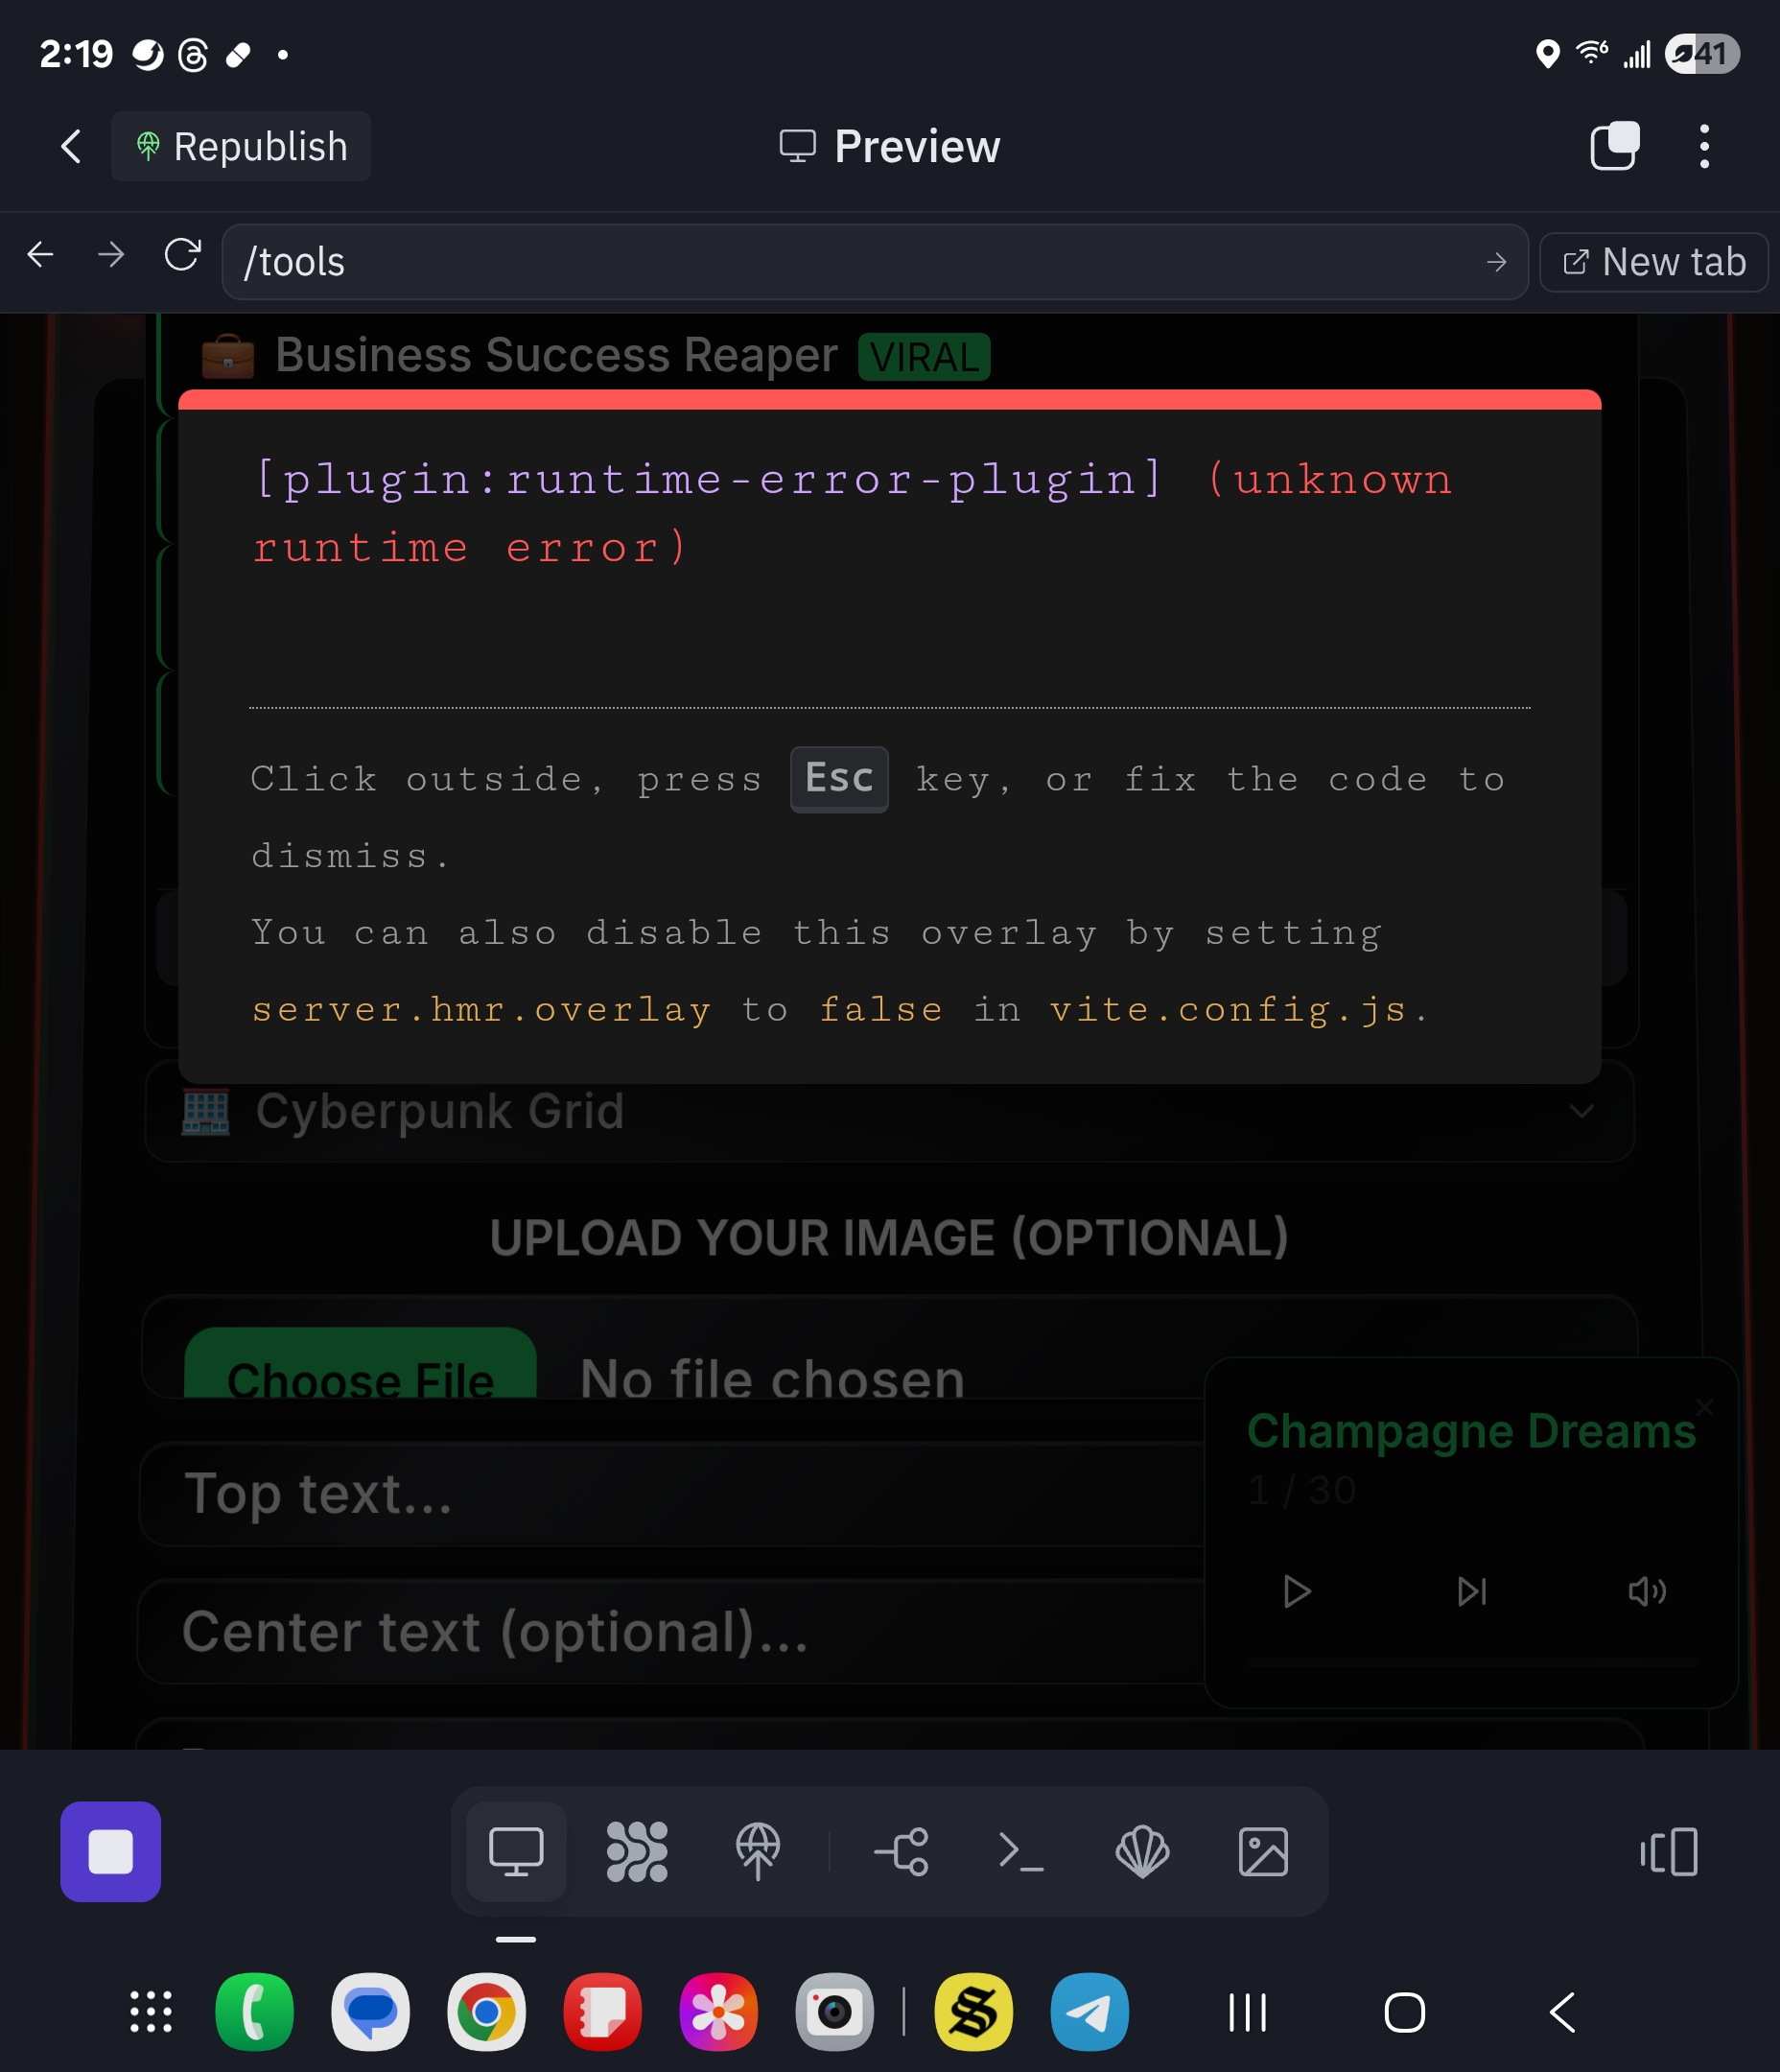 2:19
41
Republish
Preview
/tools
New tab
Business Success Reaper VIRAL
[plugin:runtime-error-plugin] (unknown
runtime error)
Click outside, press Esc key, or fix the code to
dismiss.
You can also disable this overlay by setting
server.hmr.overlay to false in vite.config.js.
Cyberpunk Grid
UPLOAD YOUR IMAGE (OPTIONAL)
Choose File No file chosen
Champagne Dreams
1 / 30
Top text...
Center text (optional)...